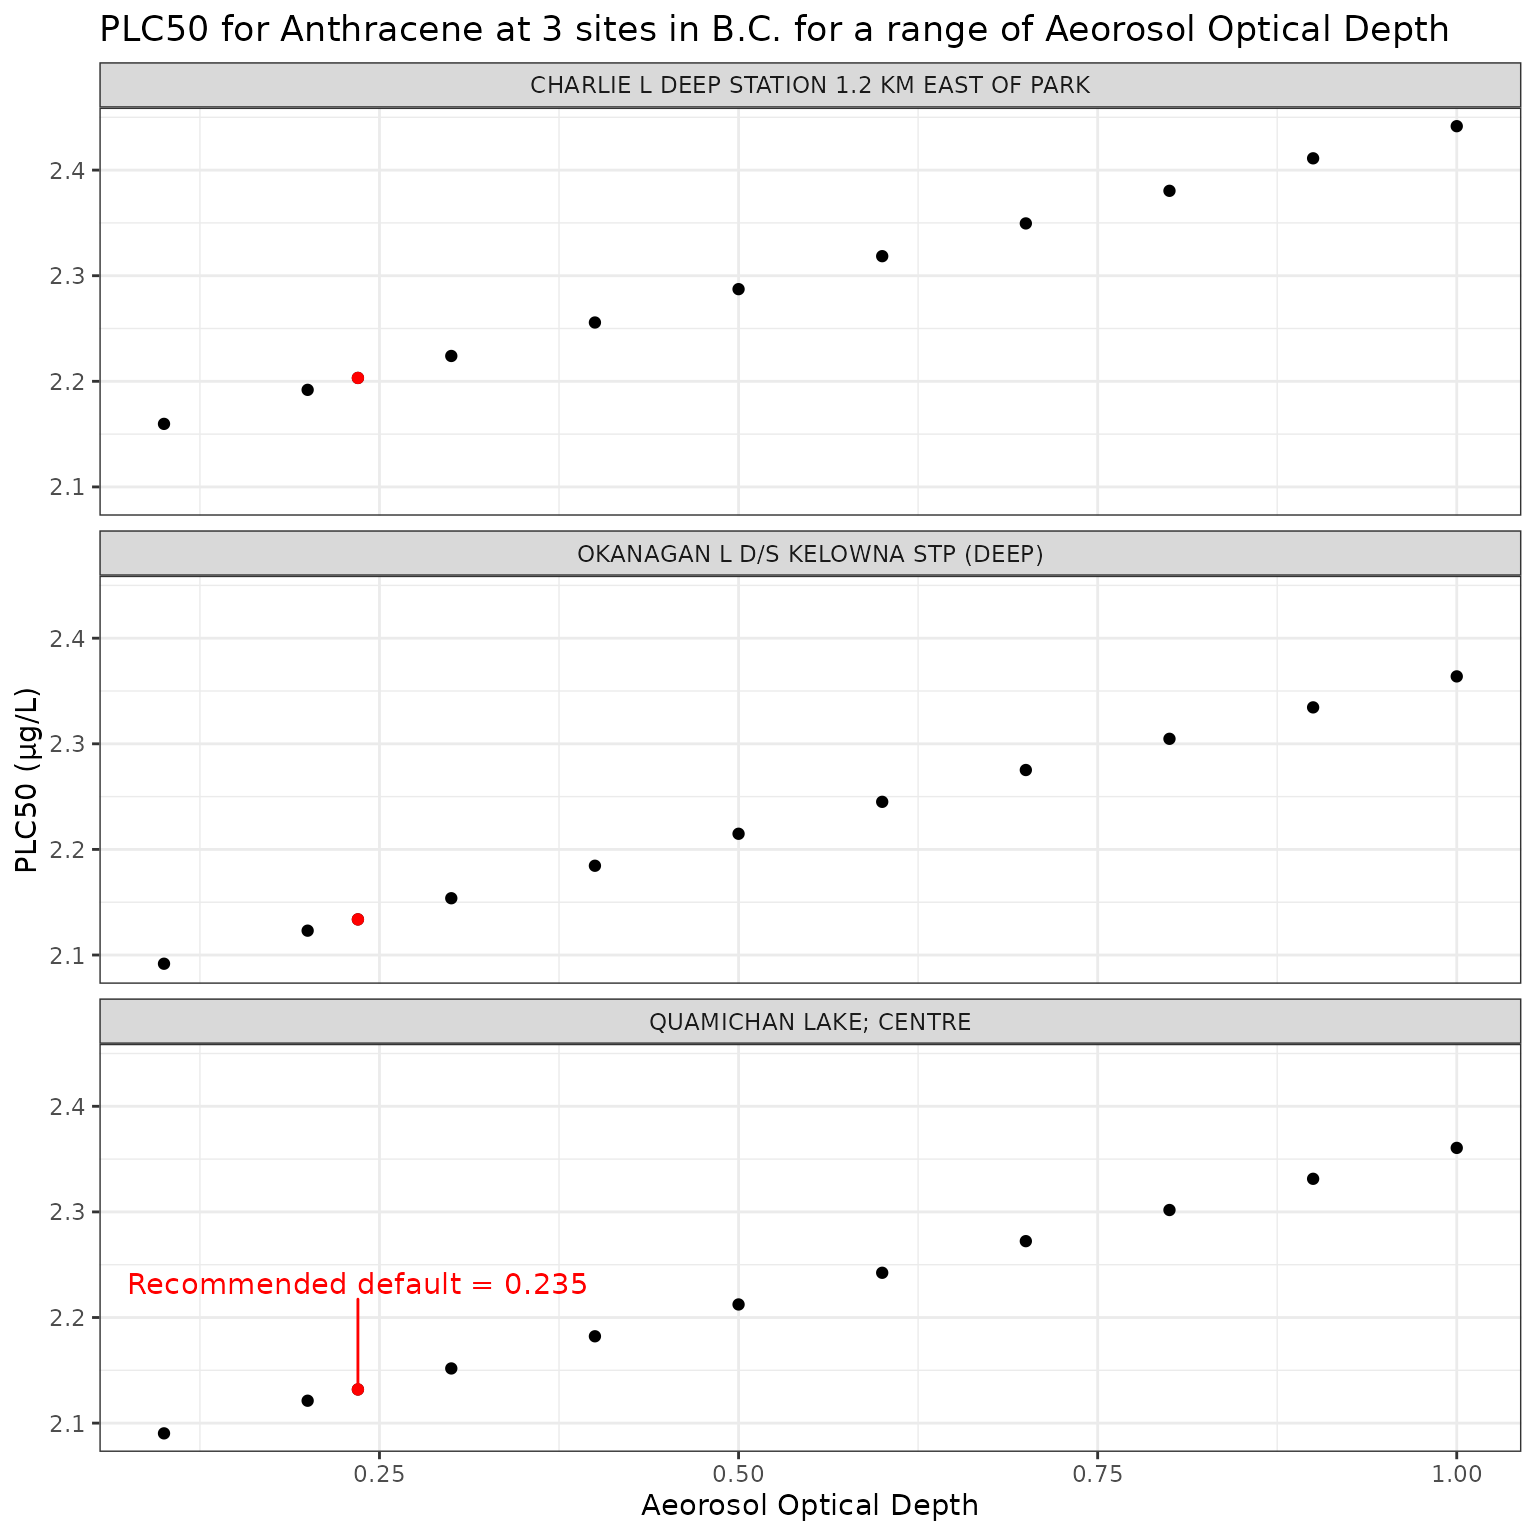 PLC50 for Anthracene at 3 sites in B.C. for a range of Aeorosol Optical Depth
CHARLIE L DEEP STATION 1.2 KM EAST OF PARK
2.4
2.3
2.2
2.1
OKANAGAN L D/S KELOWNA STP (DEEP)
2.4
2.3
2.2
2.1
PLC50 (μg/L)
QUAMICHAN LAKE; CENTRE
2.4
2.3
2.2
2.1
Recommended default = 0.235
0.25 0.50 0.75 1.00
Aeorosol Optical Depth